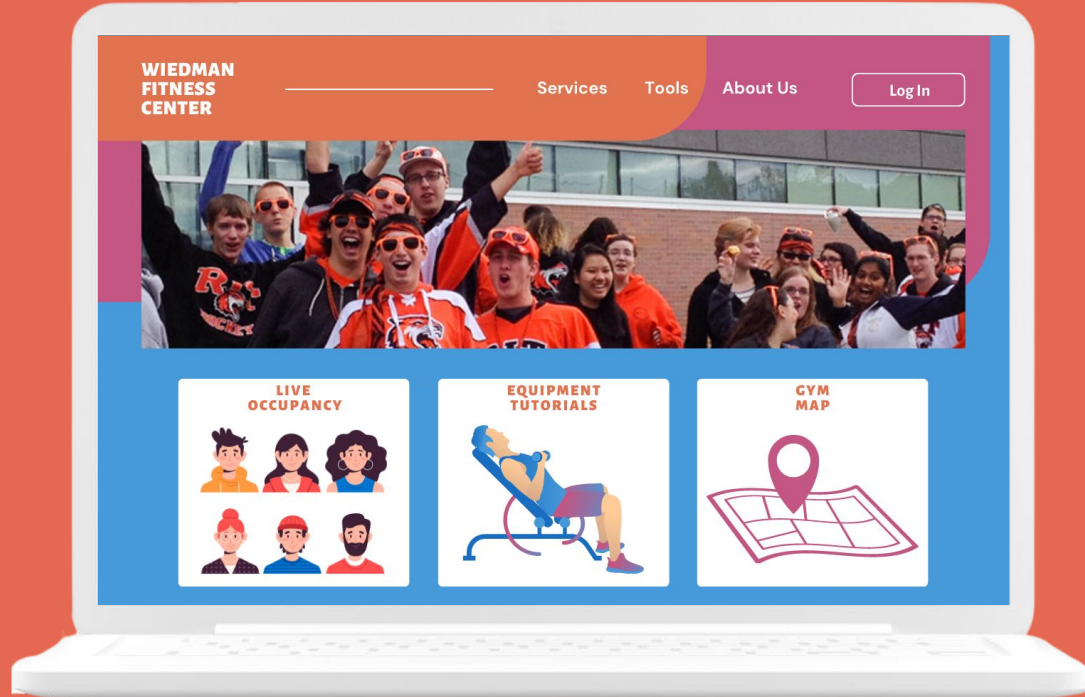 WIEDMAN
FITNESS
CENTER
Services
Tools
About Us
Log In
LIVE
OCCUPANCY
EQUIPMENT
TUTORIALS
GYM
MAP